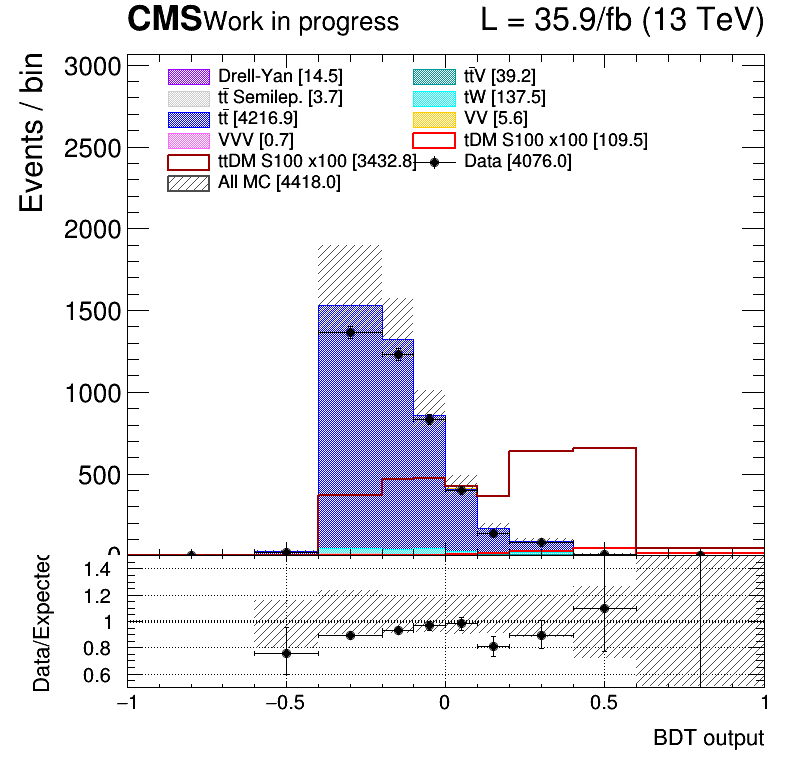 CMS Work in progress L = 35.9/fb (13 TeV)
Events / bin
3000
2500
2000
1500
1000
500
0
Drell-Yan [14.5] tt̄V [39.2]
tt̄ Semilep. [3.7] tW [137.5]
tt̄ [4216.9] VV [5.6]
VVV [0.7] tDM S100 x100 [109.5]
ttDM S100 x100 [3432.8] Data [4076.0]
All MC [4418.0]
Data/Expected
1.4
1.2
1
0.8
0.6
−1 −0.5 0 0.5 1
BDT output